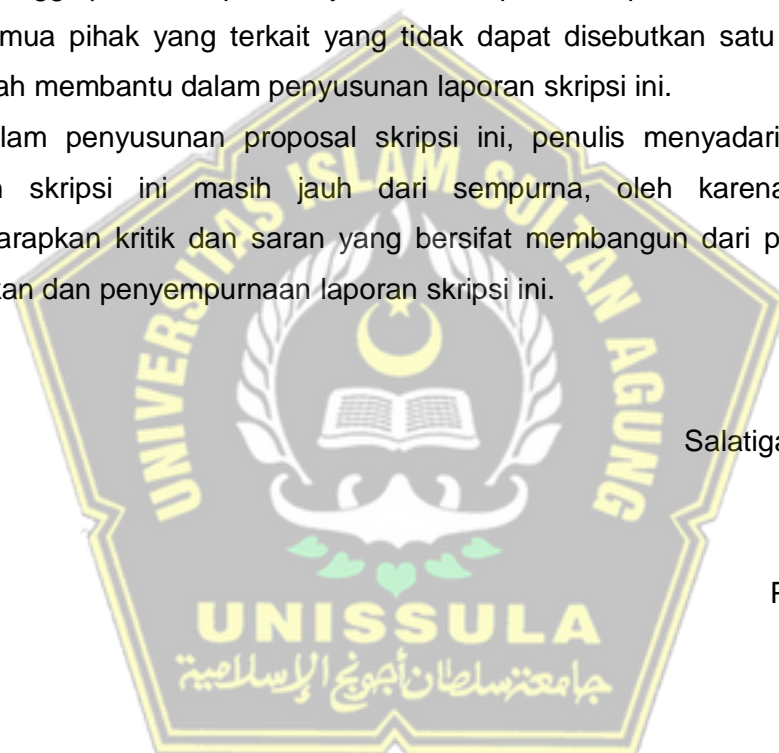 mua pihak yang terkait yang tidak dapat disebutkan satu
ah membantu dalam penyusunan laporan skripsi ini.
lam penyusunan proposal skripsi ini, penulis menyadari
skripsi ini masih jauh dari sempurna, oleh karena
arapkan kritik dan saran yang bersifat membangun dari p
kan dan penyempurnaan laporan skripsi ini.
UNIVERSITAS ISLAM SULTAN AGUNG
Salatiga
UNISSULA
جامعة سلطان أجونج الإسلامية